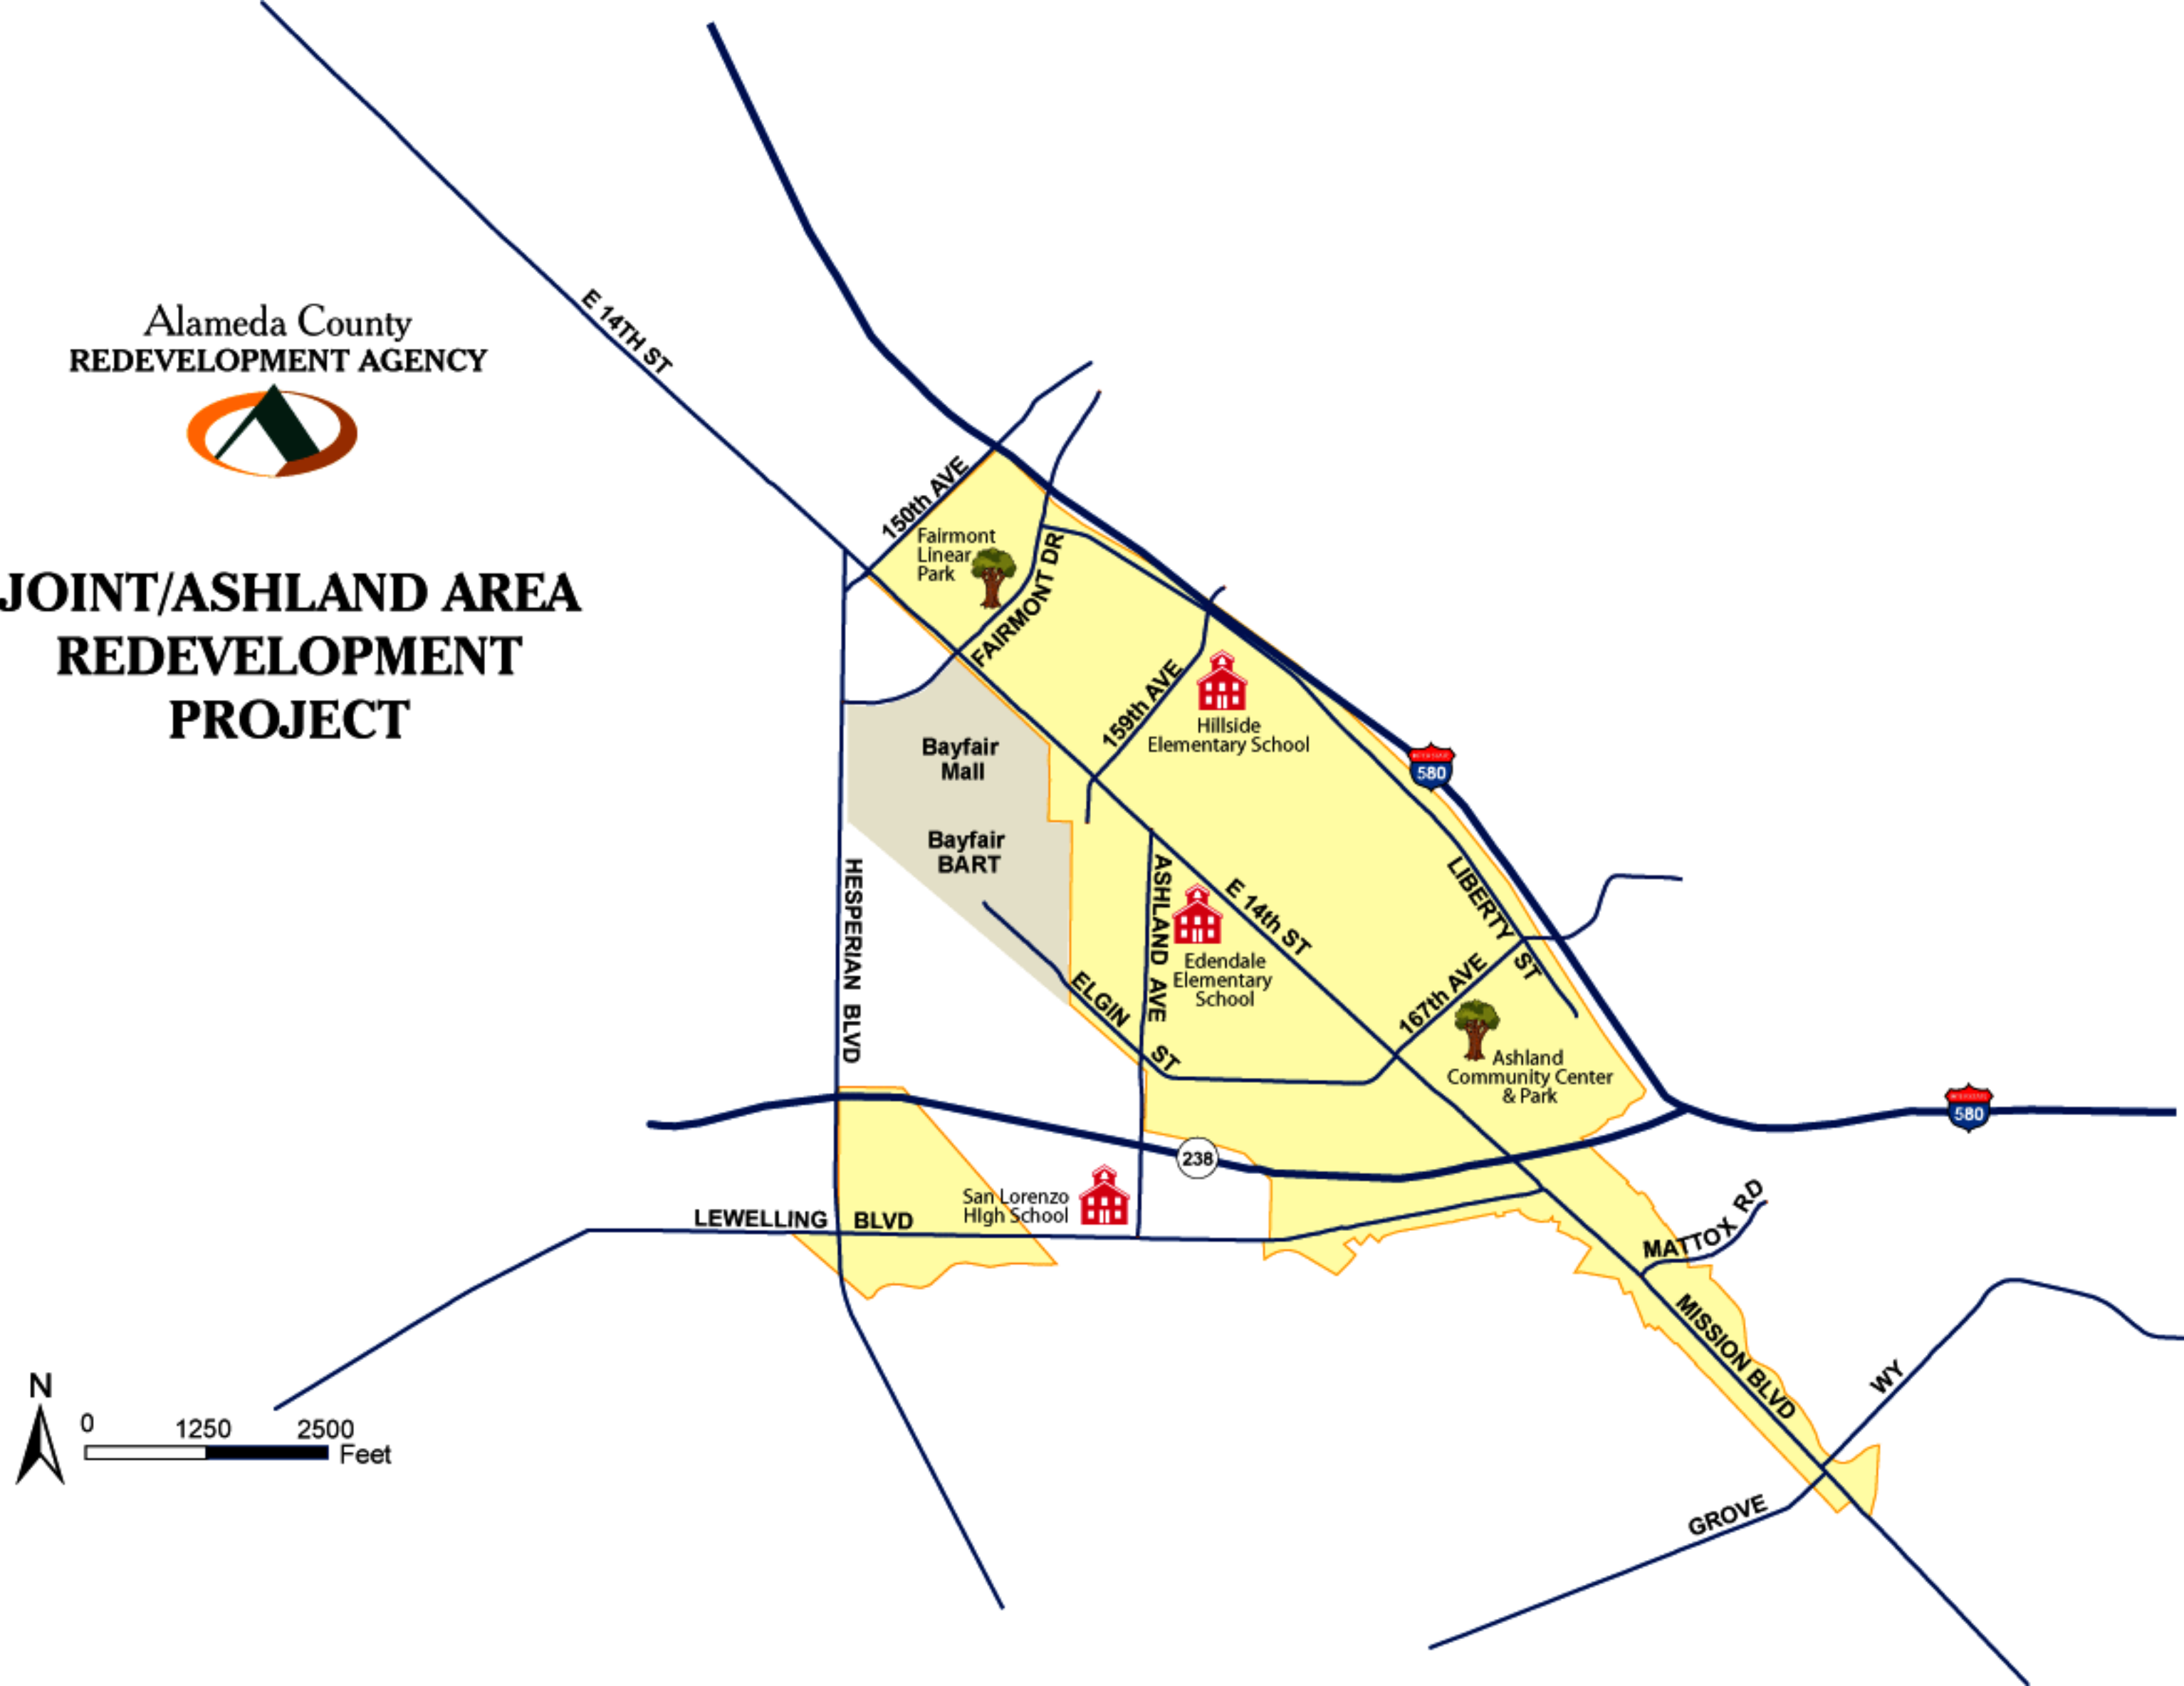 Alameda County
REDEVELOPMENT AGENCY
JOINT/ASHLAND AREA
REDEVELOPMENT
PROJECT
E 14TH ST
150th AVE
Fairmont
Linear
Park
FAIRMONT DR
159th AVE
Hillside
Elementary School
Bayfair
Mall
Bayfair
BART
580
HESPERIAN BLVD
ASHLAND AVE
E 14th ST
LIBERTY ST
Edendale
Elementary
School
167th AVE
ELGIN ST
Ashland
Community Center
& Park
580
238
San Lorenzo
HIgh School
LEWELLING BLVD
MATTOX RD
MISSION BLVD
GROVE WY
N
0 1250 2500
Feet